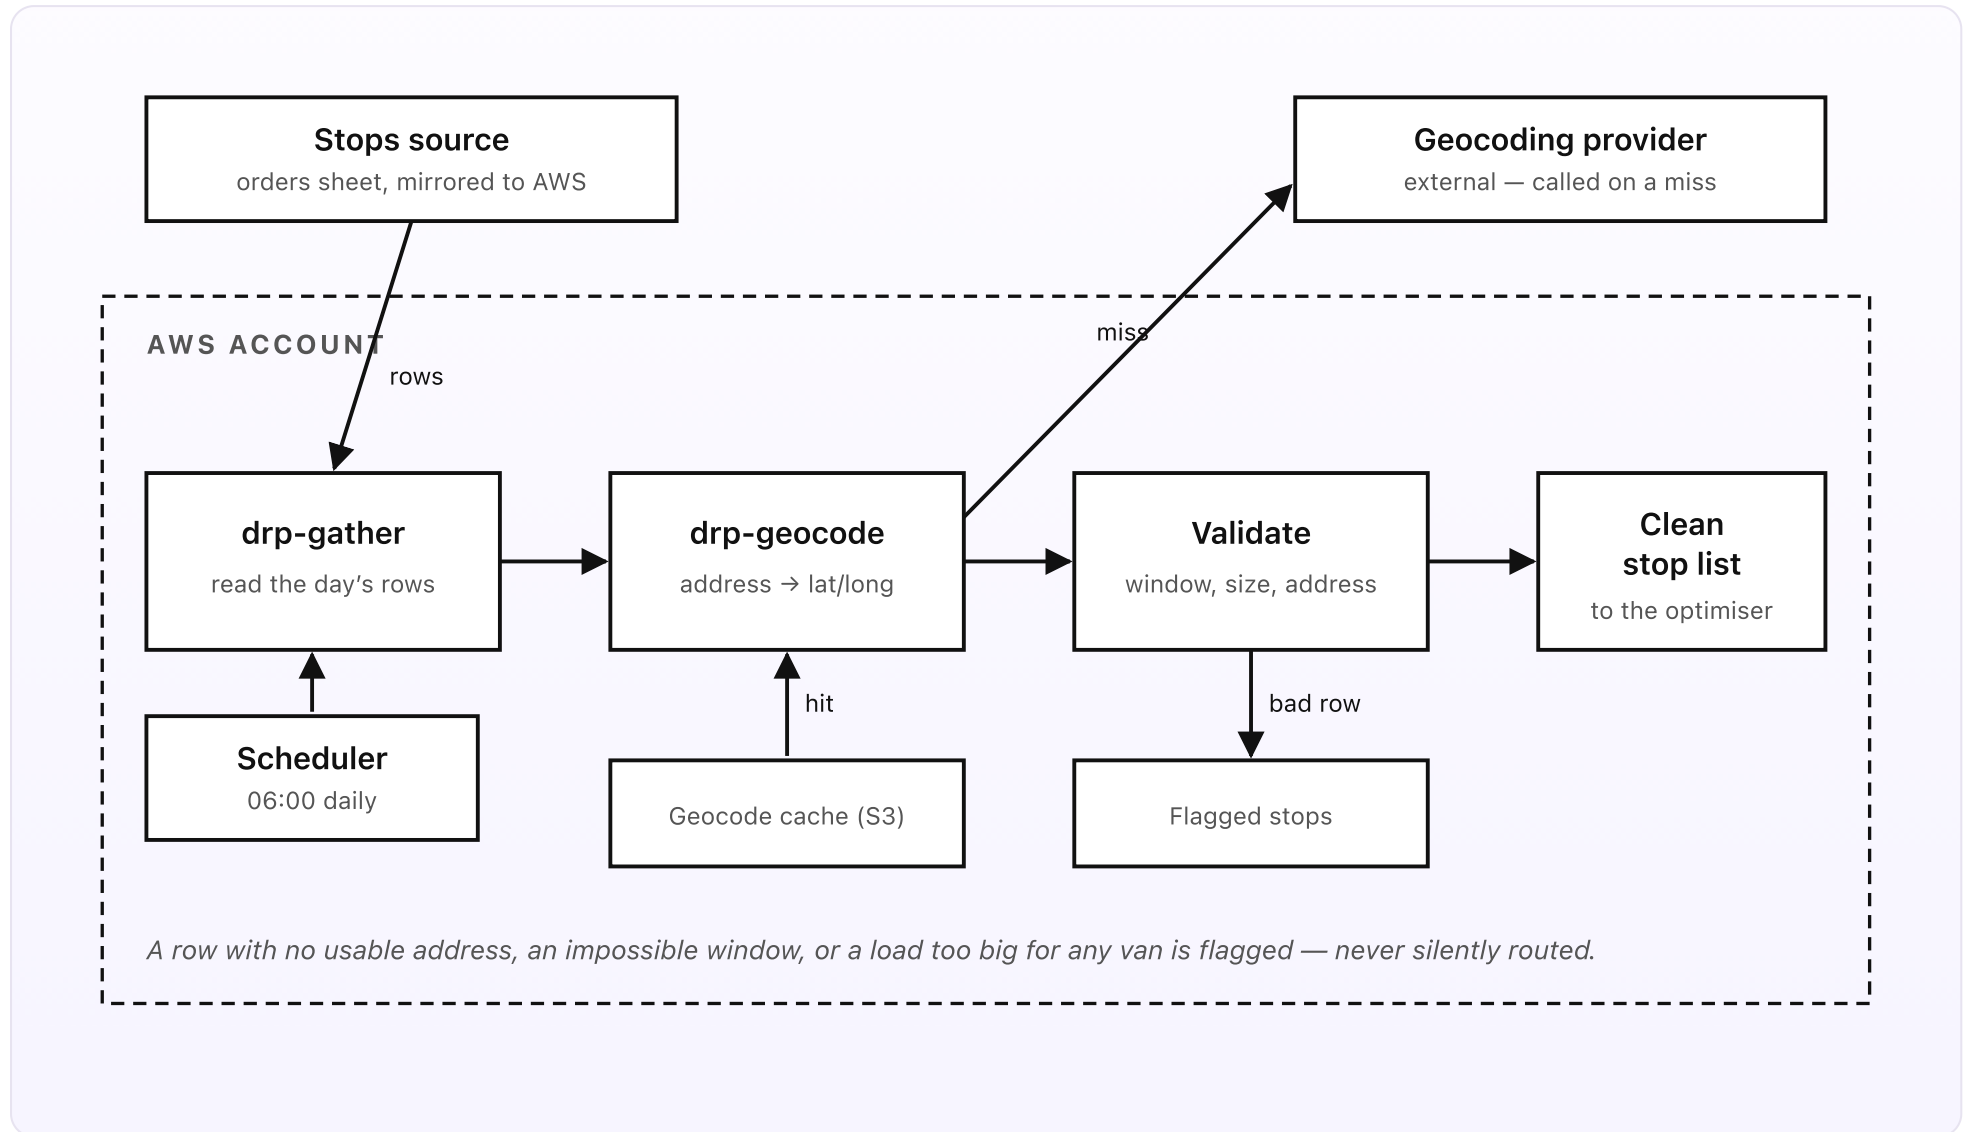 Stops source
orders sheet, mirrored to AWS
Geocoding provider
external — called on a miss
AWS ACCOUNT
miss
rows
drp-gather
read the day’s rows
drp-geocode
address → lat/long
Validate
window, size, address
Clean
stop list
to the optimiser
hit
bad row
Scheduler
06:00 daily
Geocode cache (S3)
Flagged stops
A row with no usable address, an impossible window, or a load too big for any van is flagged — never silently routed.